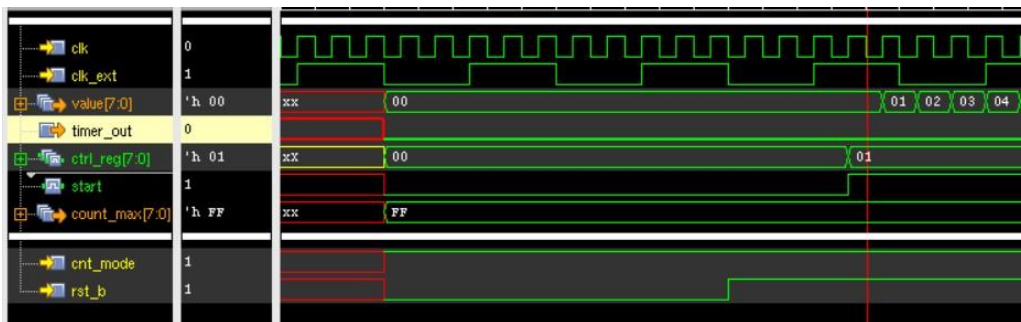 clk 0
clk_ext 1
value[7:0] 'h 00 xx 00 01 02 03 04
timer_out 0
ctrl_reg[7:0] 'h 01 xX 00 01
start 1
count_max[7:0] 'h FF xx FF
cnt_mode 1
rst_b 1